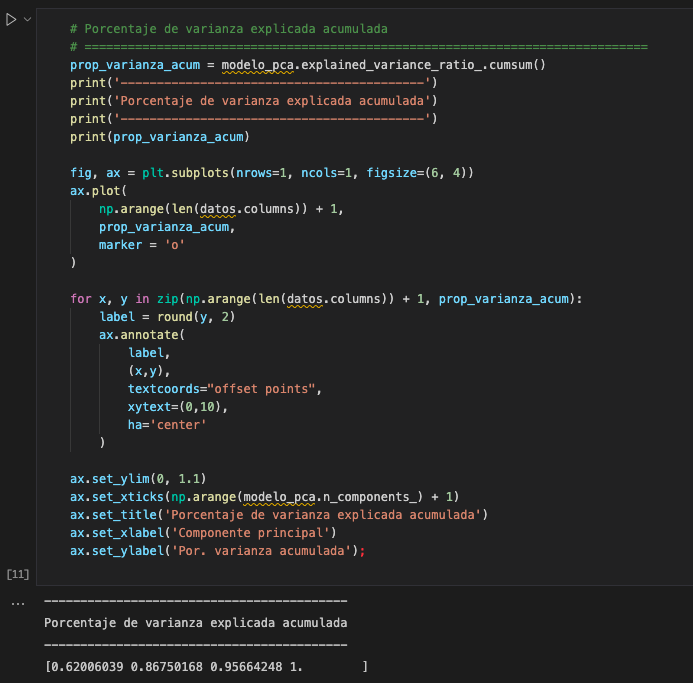 # Porcentaje de varianza explicada acumulada
# ==============================================================================
prop_varianza_acum = modelo_pca.explained_variance_ratio_.cumsum()
print('------------------------------------------')
print('Porcentaje de varianza explicada acumulada')
print('------------------------------------------')
print(prop_varianza_acum)

fig, ax = plt.subplots(nrows=1, ncols=1, figsize=(6, 4))
ax.plot(
    np.arange(len(datos.columns)) + 1,
    prop_varianza_acum,
    marker = 'o'
)

for x, y in zip(np.arange(len(datos.columns)) + 1, prop_varianza_acum):
    label = round(y, 2)
    ax.annotate(
        label,
        (x,y),
        textcoords="offset points",
        xytext=(0,10),
        ha='center'
    )

ax.set_ylim(0, 1.1)
ax.set_xticks(np.arange(modelo_pca.n_components_) + 1)
ax.set_title('Porcentaje de varianza explicada acumulada')
ax.set_xlabel('Componente principal')
ax.set_ylabel('Por. varianza acumulada');
[11]
...
------------------------------------------
Porcentaje de varianza explicada acumulada
------------------------------------------
[0.62006039 0.86750168 0.95664248 1.        ]